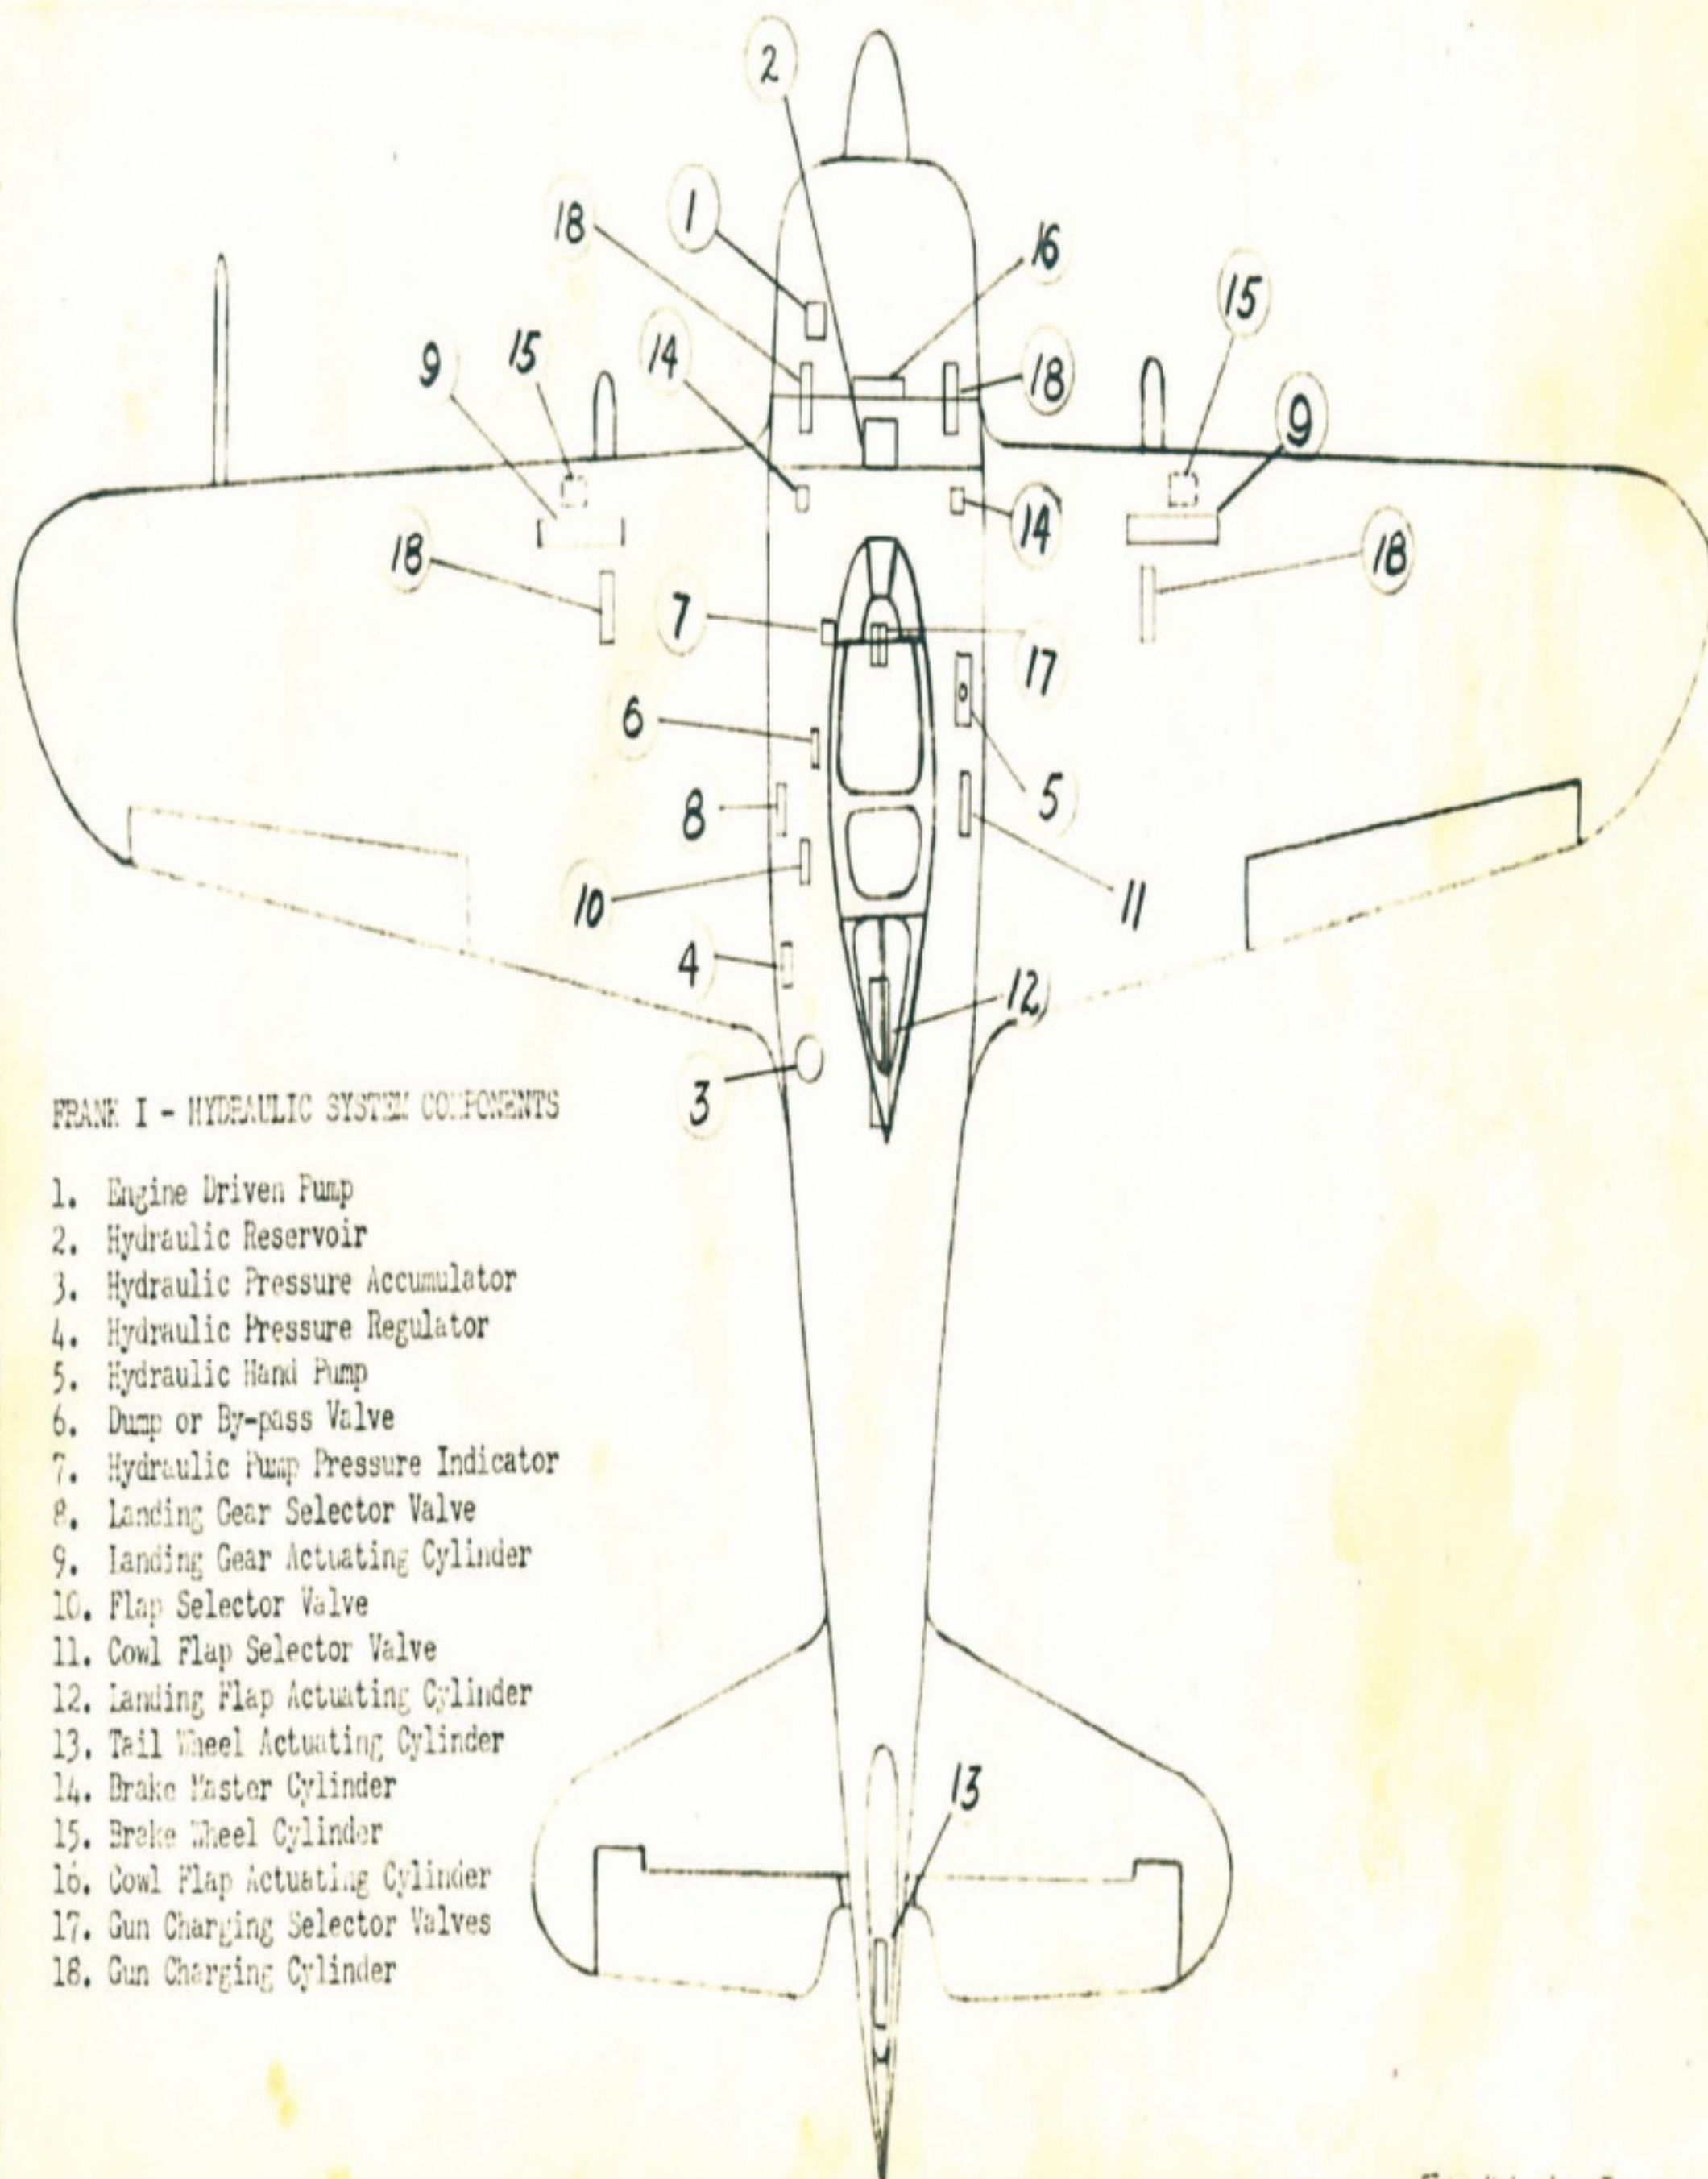 2
18
1
16
15
9
15
14
18
9
18
14
18
7
17
6
8
5
10
11
4
12
3
FRANK I - HYDRAULIC SYSTEM COMPONENTS
1. Engine Driven Pump
2. Hydraulic Reservoir
3. Hydraulic Pressure Accumulator
4. Hydraulic Pressure Regulator
5. Hydraulic Hand Pump
6. Dump or By-pass Valve
7. Hydraulic Pump Pressure Indicator
8. Landing Gear Selector Valve
9. Landing Gear Actuating Cylinder
10. Flap Selector Valve
11. Cowl Flap Selector Valve
12. Landing Flap Actuating Cylinder
13. Tail Wheel Actuating Cylinder
14. Brake Master Cylinder
15. Brake Wheel Cylinder
16. Cowl Flap Actuating Cylinder
17. Gun Charging Selector Valves
18. Gun Charging Cylinder
13